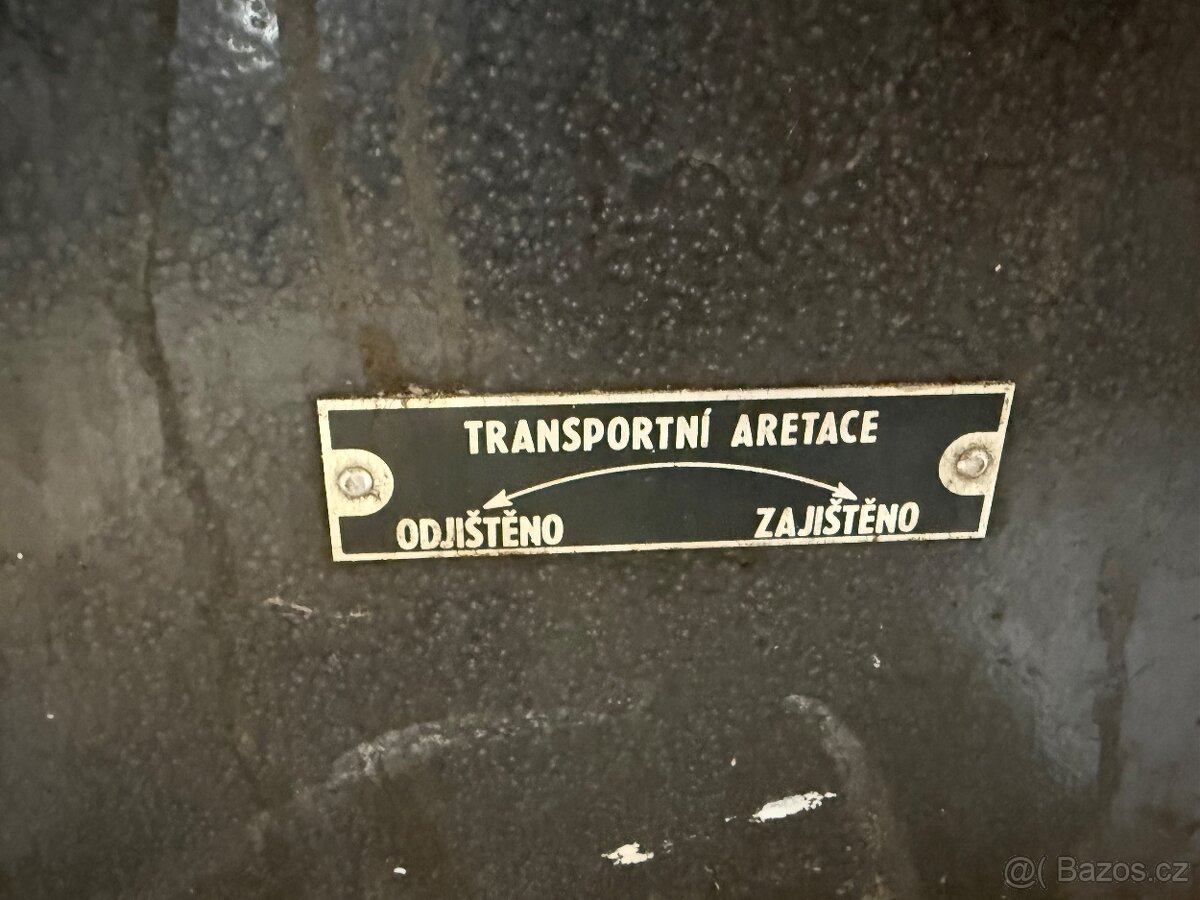 TRANSPORTNÍ ARETACE
ODJIŠTĚNO ZAJIŠTĚNO
@( Bazos.cz